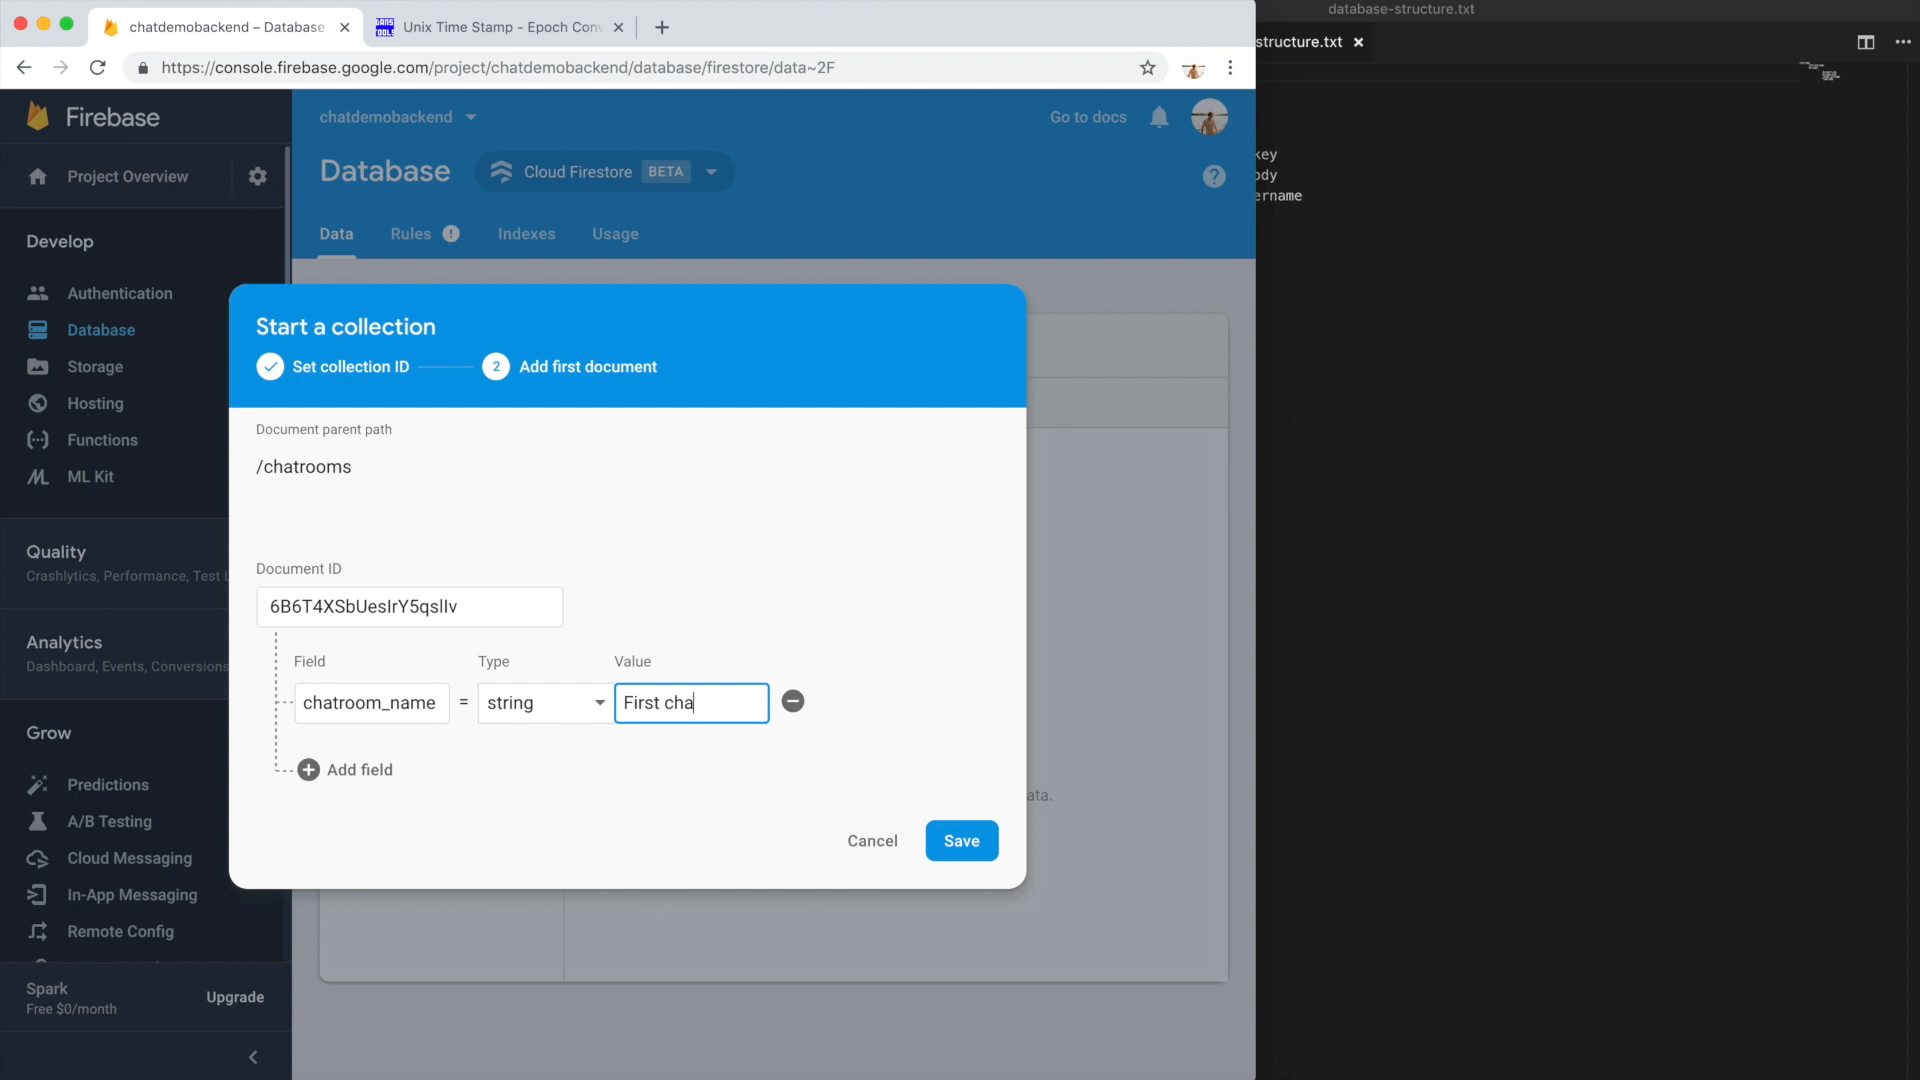 database-structure.txt
chatdemobackend – Database
Unix Time Stamp - Epoch Con
structure.txt
https://console.firebase.google.com/project/chatdemobackend/database/firestore/data~2F
Firebase
chatdemobackend
Go to docs
Project Overview
Database
Cloud Firestore
BETA
Data
Rules
Indexes
Usage
Develop
Authentication
Database
Storage
Hosting
Functions
ML Kit
Quality
Crashlytics, Performance, Test L
Analytics
Dashboard, Events, Conversions
Grow
Predictions
A/B Testing
Cloud Messaging
In-App Messaging
Remote Config
Spark
Free $0/month
Upgrade
Start a collection
Set collection ID
2 Add first document
Document parent path
/chatrooms
Document ID
6B6T4XSbUesIrY5qslIv
Field Type Value
chatroom_name = string First cha
Add field
Cancel Save
ata.
key
ody
ername